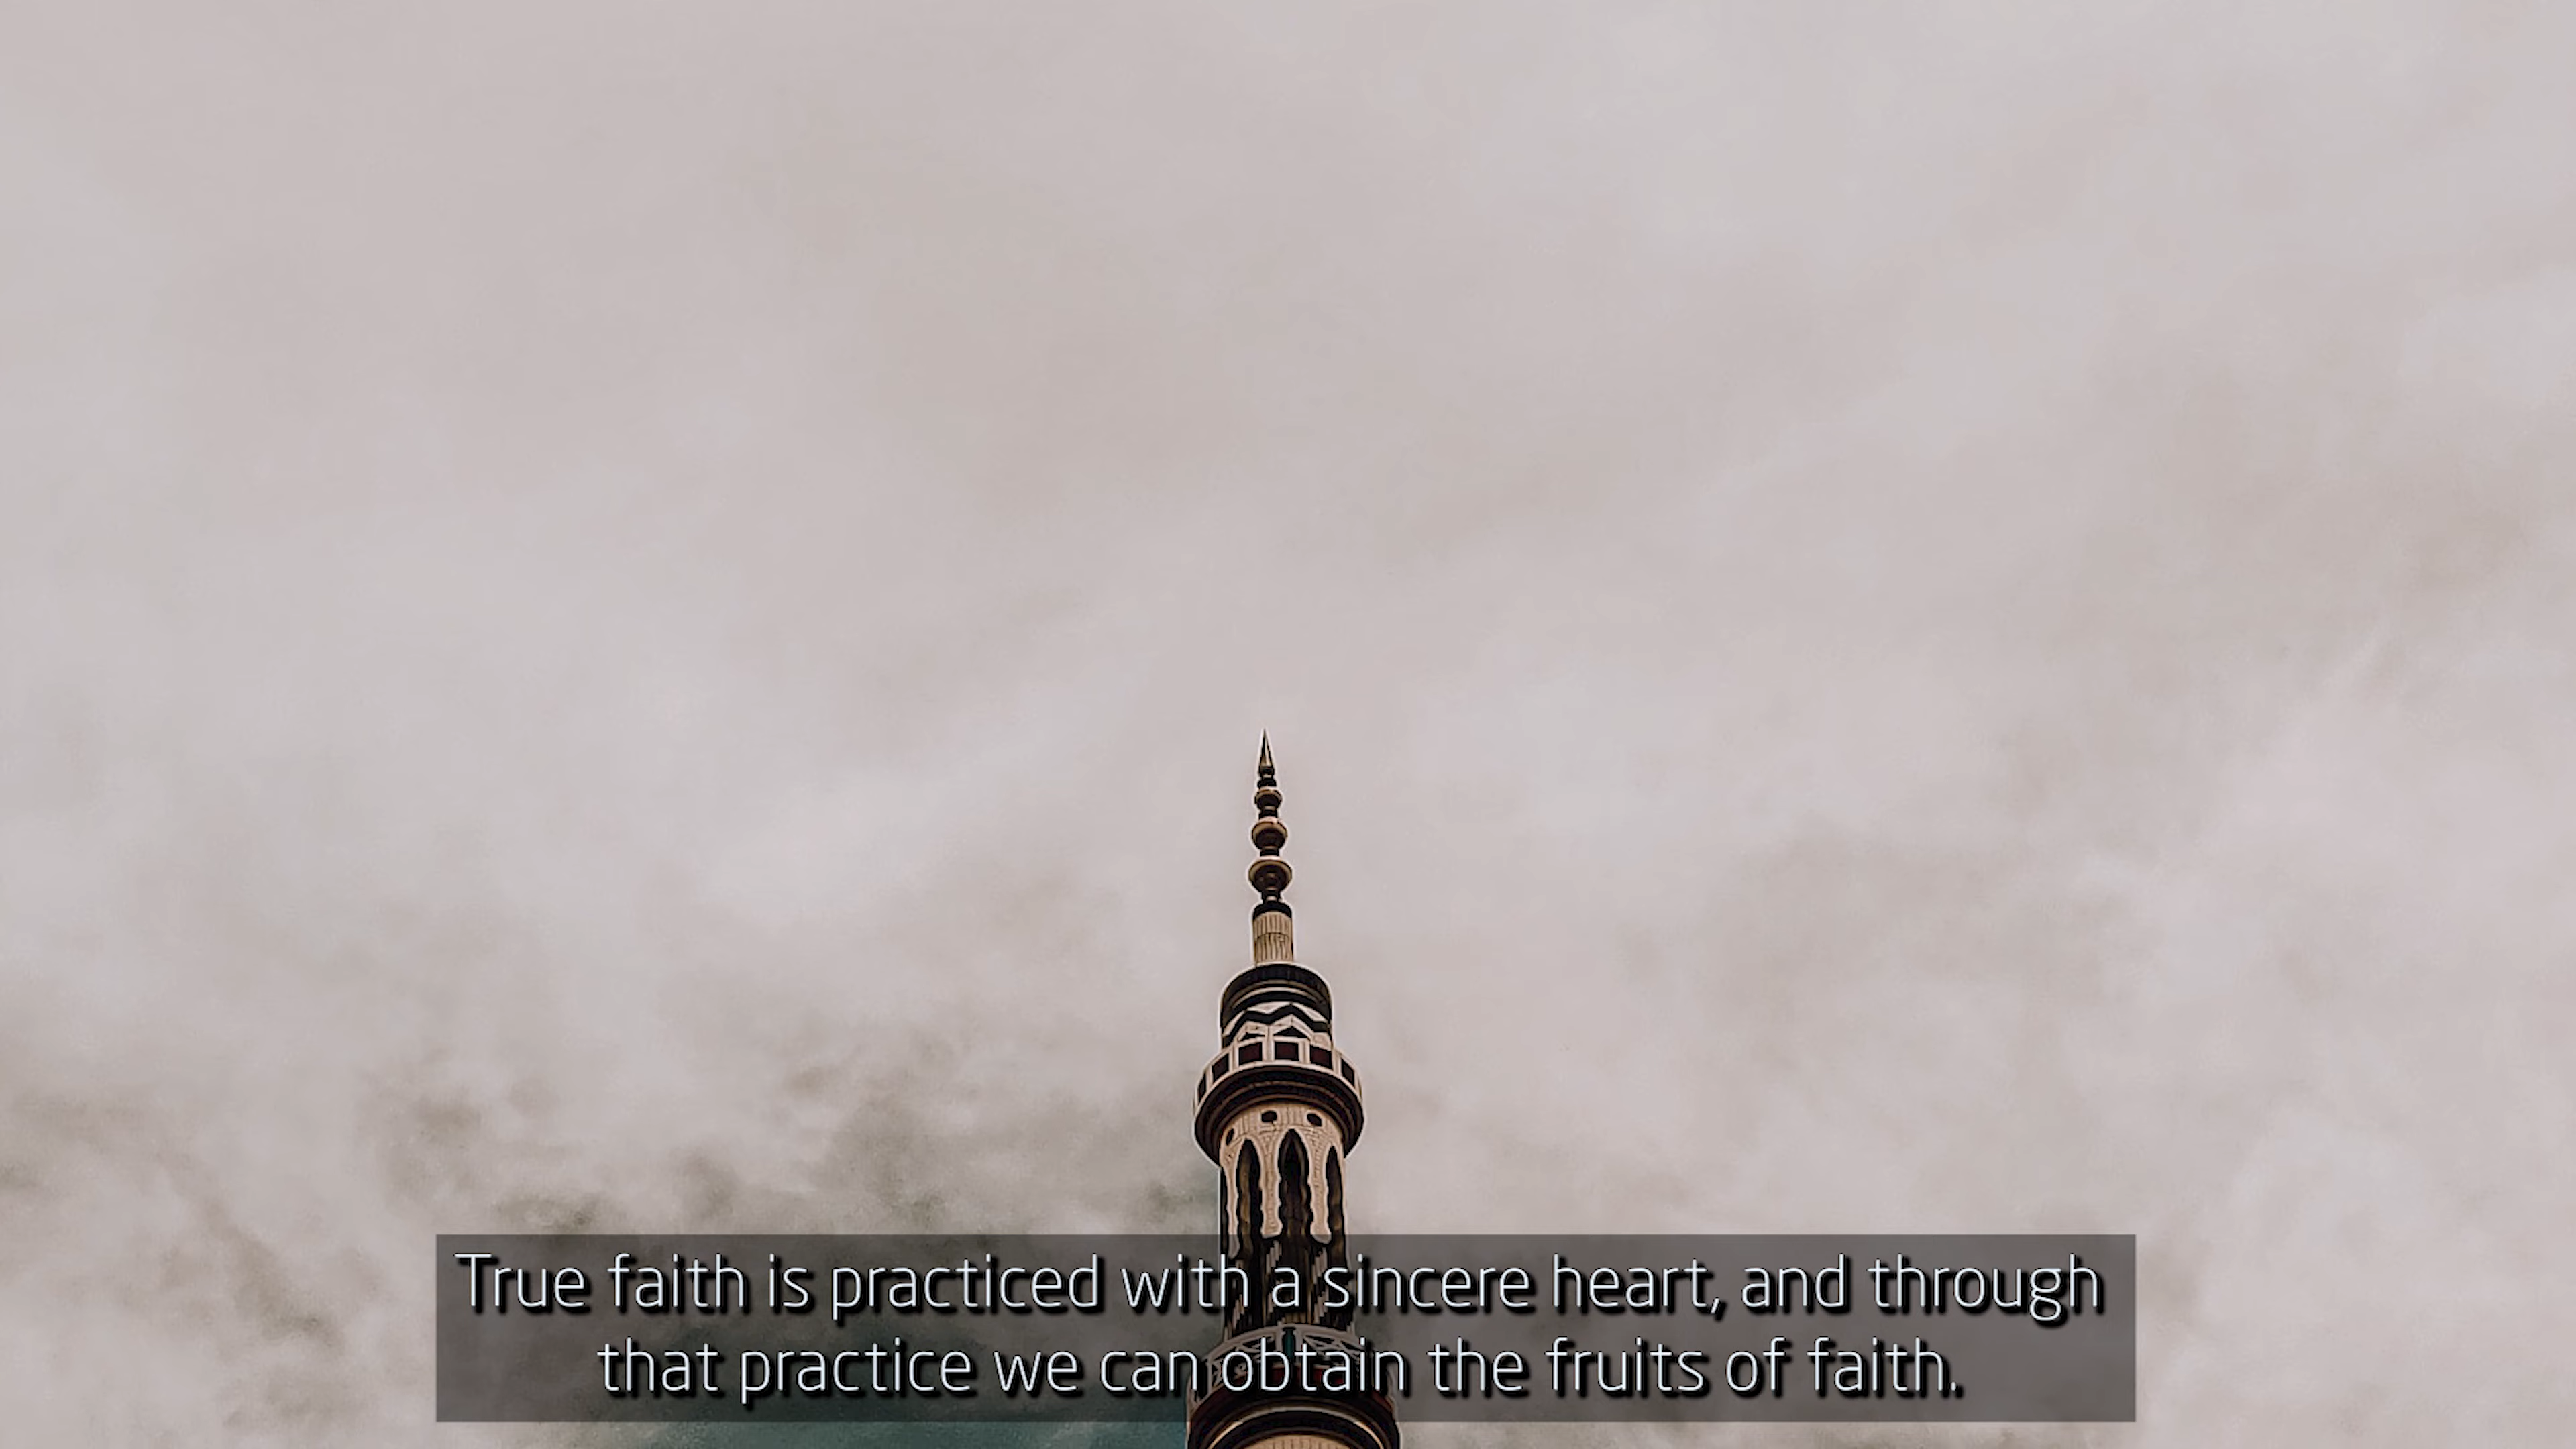 True faith is practiced with a sincere heart, and through
that practice we can obtain the fruits of faith.